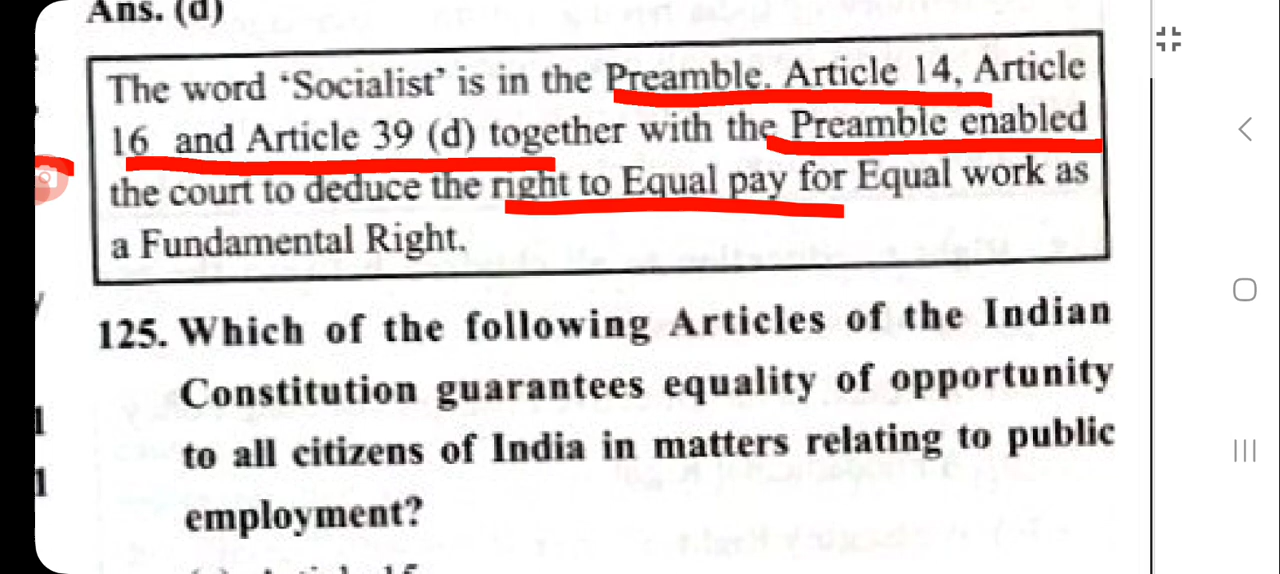 Ans. (d)
The word ‘Socialist’ is in the Preamble. Article 14, Article
16 and Article 39 (d) together with the Preamble enabled
the court to deduce the right to Equal pay for Equal work as
a Fundamental Right.
125. Which of the following Articles of the Indian
Constitution guarantees equality of opportunity
to all citizens of India in matters relating to public
employment?